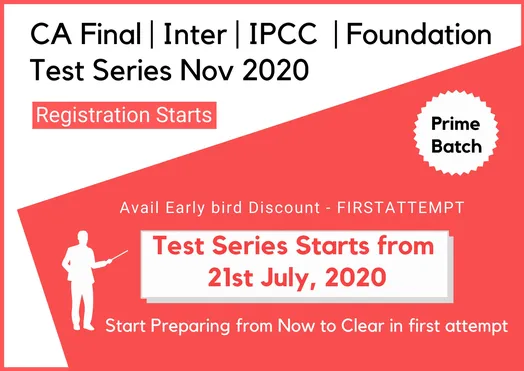 CA Final | Inter | IPCC | Foundation
Test Series Nov 2020
Registration Starts
Prime
Batch
Avail Early bird Discount - FIRSTATTEMPT
Test Series Starts from
21st July, 2020
Start Preparing from Now to Clear in first attempt